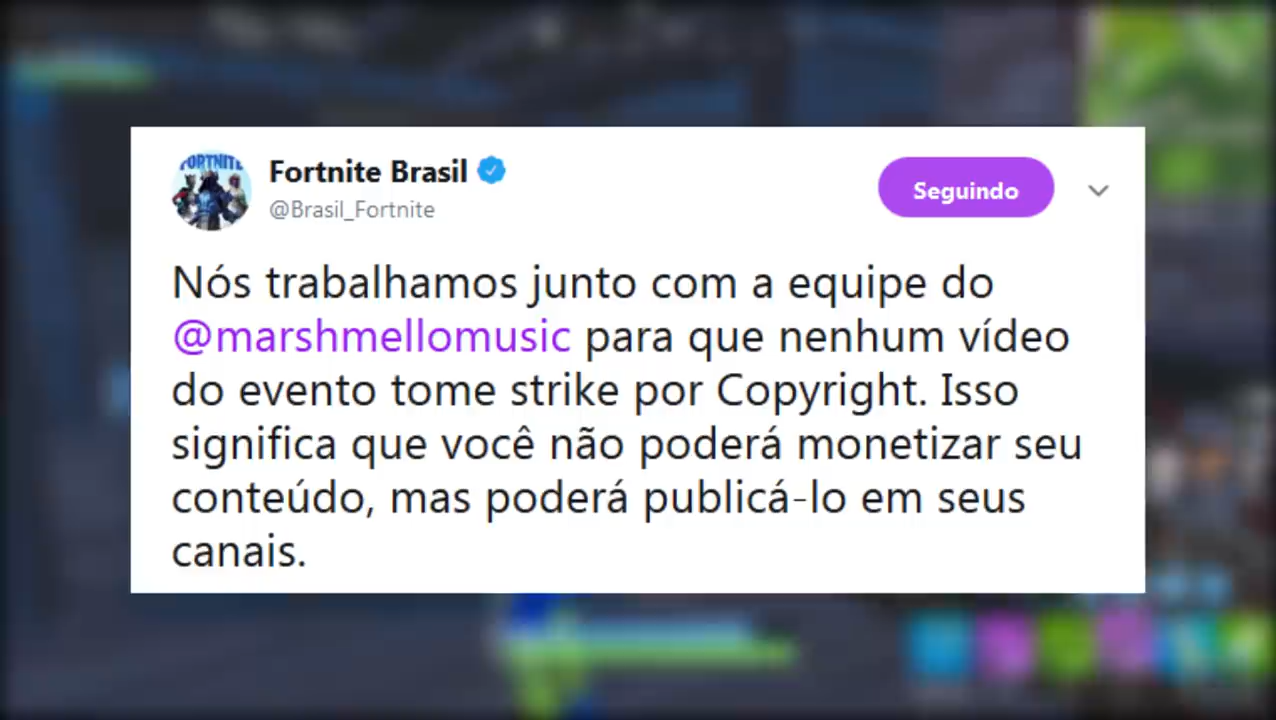 FORTNITE
Fortnite Brasil
@Brasil_Fortnite
Seguindo
Nós trabalhamos junto com a equipe do
@marshmellomusic para que nenhum vídeo
do evento tome strike por Copyright. Isso
significa que você não poderá monetizar seu
conteúdo, mas poderá publicá-lo em seus
canais.